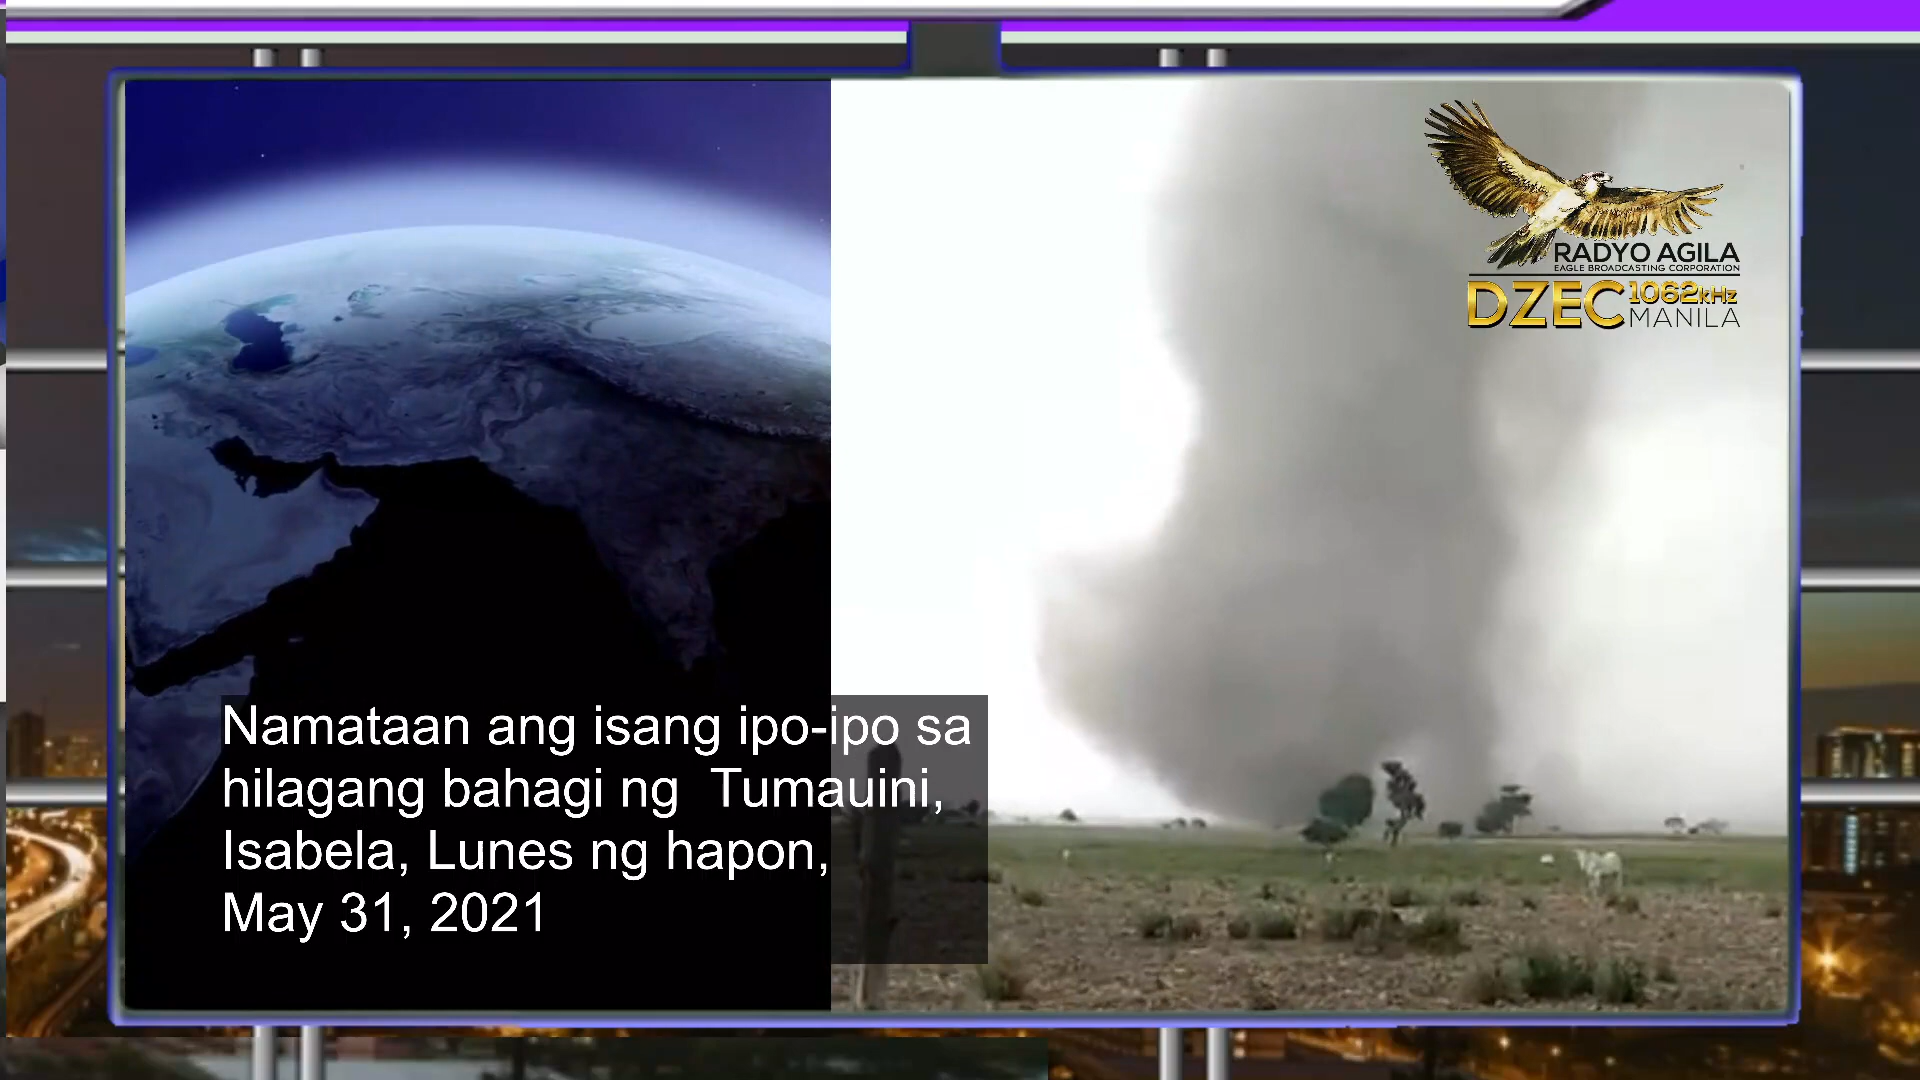 RADYO AGILA
EAGLE BROADCASTING CORPORATION
DZEC 1062kHz
MANILA
Namataan ang isang ipo-ipo sa
hilagang bahagi ng Tumauini,
Isabela, Lunes ng hapon,
May 31, 2021